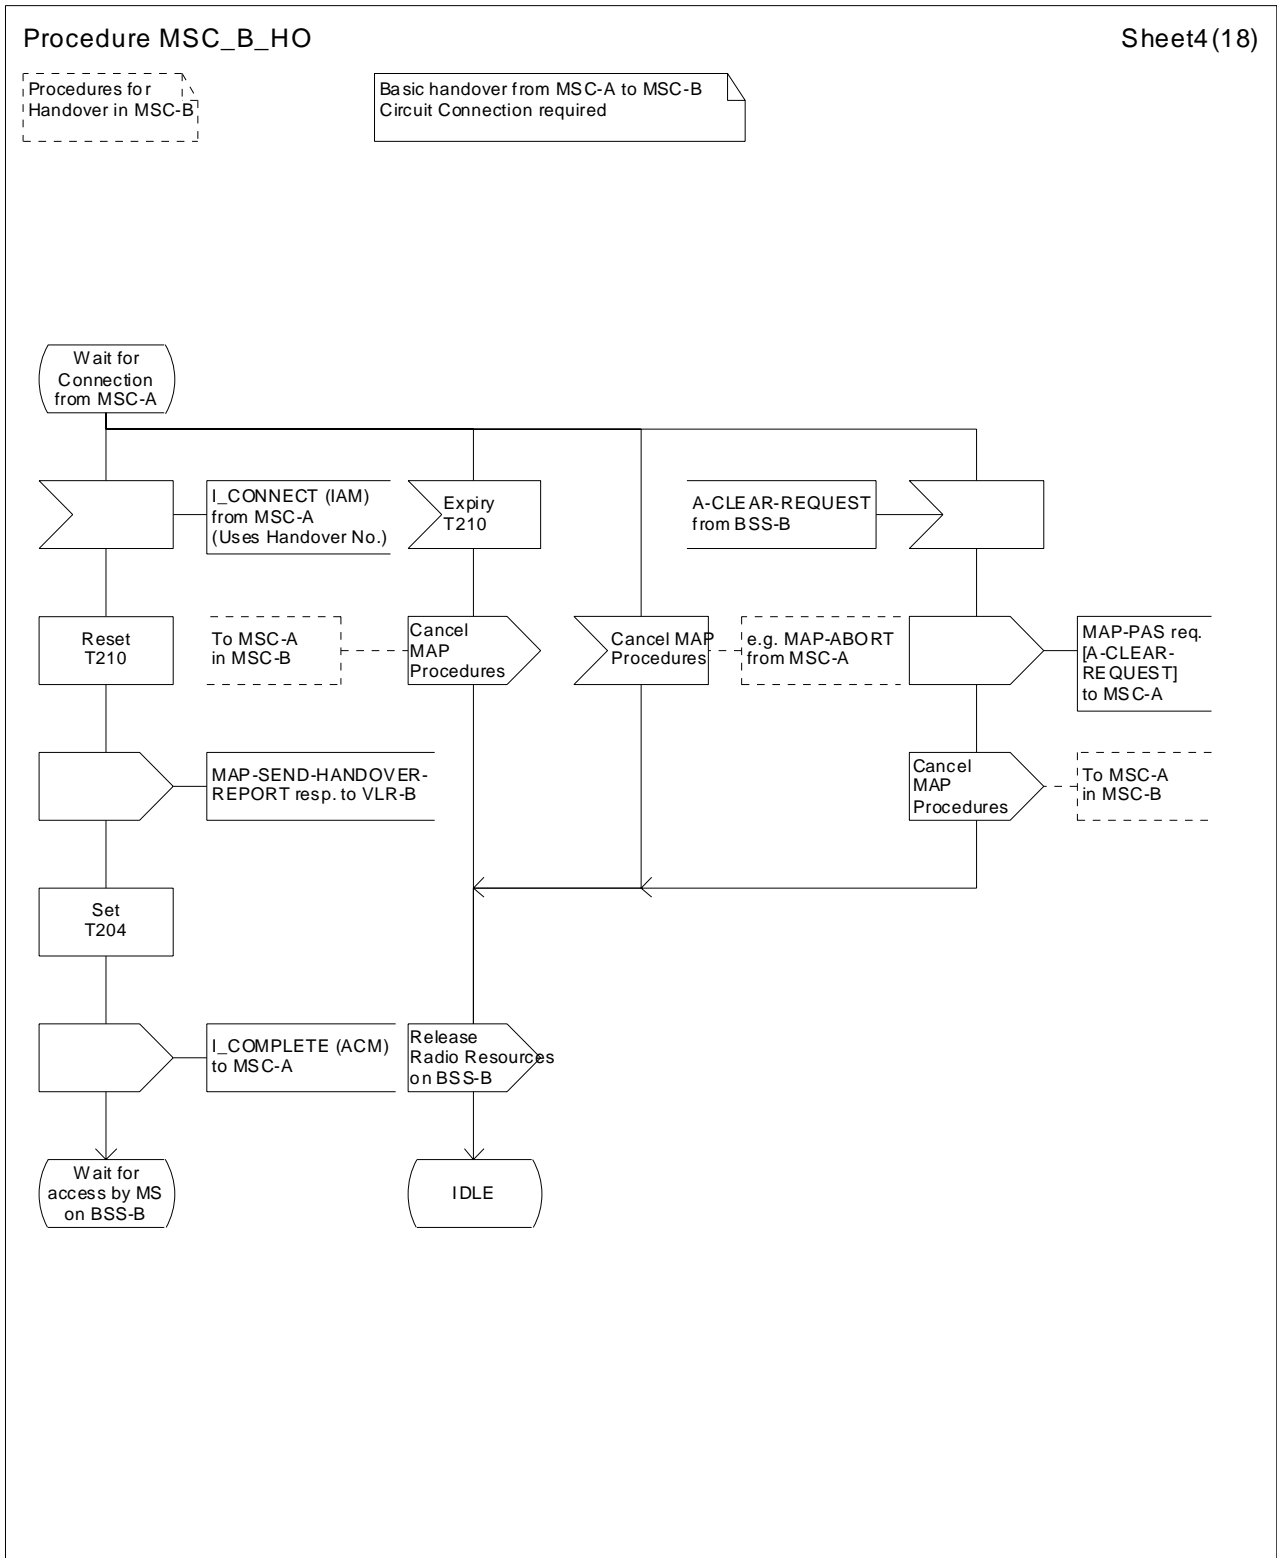 Procedure MSC_B_HO
Sheet4(18)
Procedures for
Handover in MSC-B
Basic handover from MSC-A to MSC-B
Circuit Connection required
Wait for
Connection
from MSC-A
I_CONNECT (IAM)
from MSC-A
(Uses Handover No.)
Expiry
T210
A-CLEAR-REQUEST
from BSS-B
Reset
T210
To MSC-A
in MSC-B
Cancel
MAP
Procedures
Cancel MAP
Procedures
e.g. MAP-ABORT
from MSC-A
MAP-PAS req.
[A-CLEAR-
REQUEST]
to MSC-A
MAP-SEND-HANDOVER-
REPORT resp. to VLR-B
Cancel
MAP
Procedures
To MSC-A
in MSC-B
Set
T204
I_COMPLETE (ACM)
to MSC-A
Release
Radio Resources
on BSS-B
Wait for
access by MS
on BSS-B
IDLE